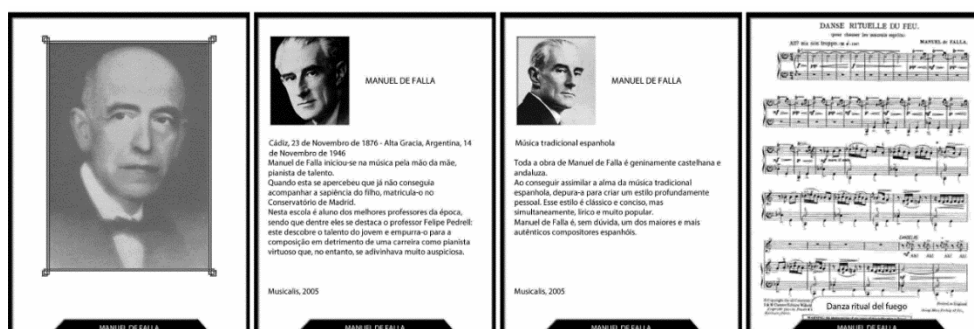 MANUEL DE FALLA
MANUEL DE FALLA
Cádiz, 23 de Novembro de 1876 - Alta Gracia, Argentina, 14
de Novembro de 1946
Manuel de Falla iniciou-se na música pela mão da mãe,
pianista de talento.
Quando esta se apercebeu que já não conseguia
acompanhar a sapiência do filho, matricula-o no
Conservatório de Madrid.
Nesta escola é aluno dos melhores professores da época,
sendo que dentre eles se destaca o professor Felipe Pedrell:
este descobre o talento do jovem e empurra-o para a
composição em detrimento de uma carreira como pianista
virtuoso que, no entanto, se adivinhava muito auspiciosa.
Musicalis, 2005
MANUEL DE FALLA
MANUEL DE FALLA
Música tradicional espanhola
Toda a obra de Manuel de Falla é geninamente castelhana e
andaluza.
Ao conseguir assimilar a alma da música tradicional
espanhola, depura-a para criar um estilo profundamente
pessoal. Esse estilo é clássico e conciso, mas
simultaneamente, lírico e muito popular.
Manuel de Falla é, sem dúvida, um dos maiores e mais
autênticos compositores espanhóis.
Musicalis, 2005
MANUEL DE FALLA
DANSE RITUELLE DU FEU.
MANUEL de FALLA
Danza ritual del fuego
MANUEL DE FALLA